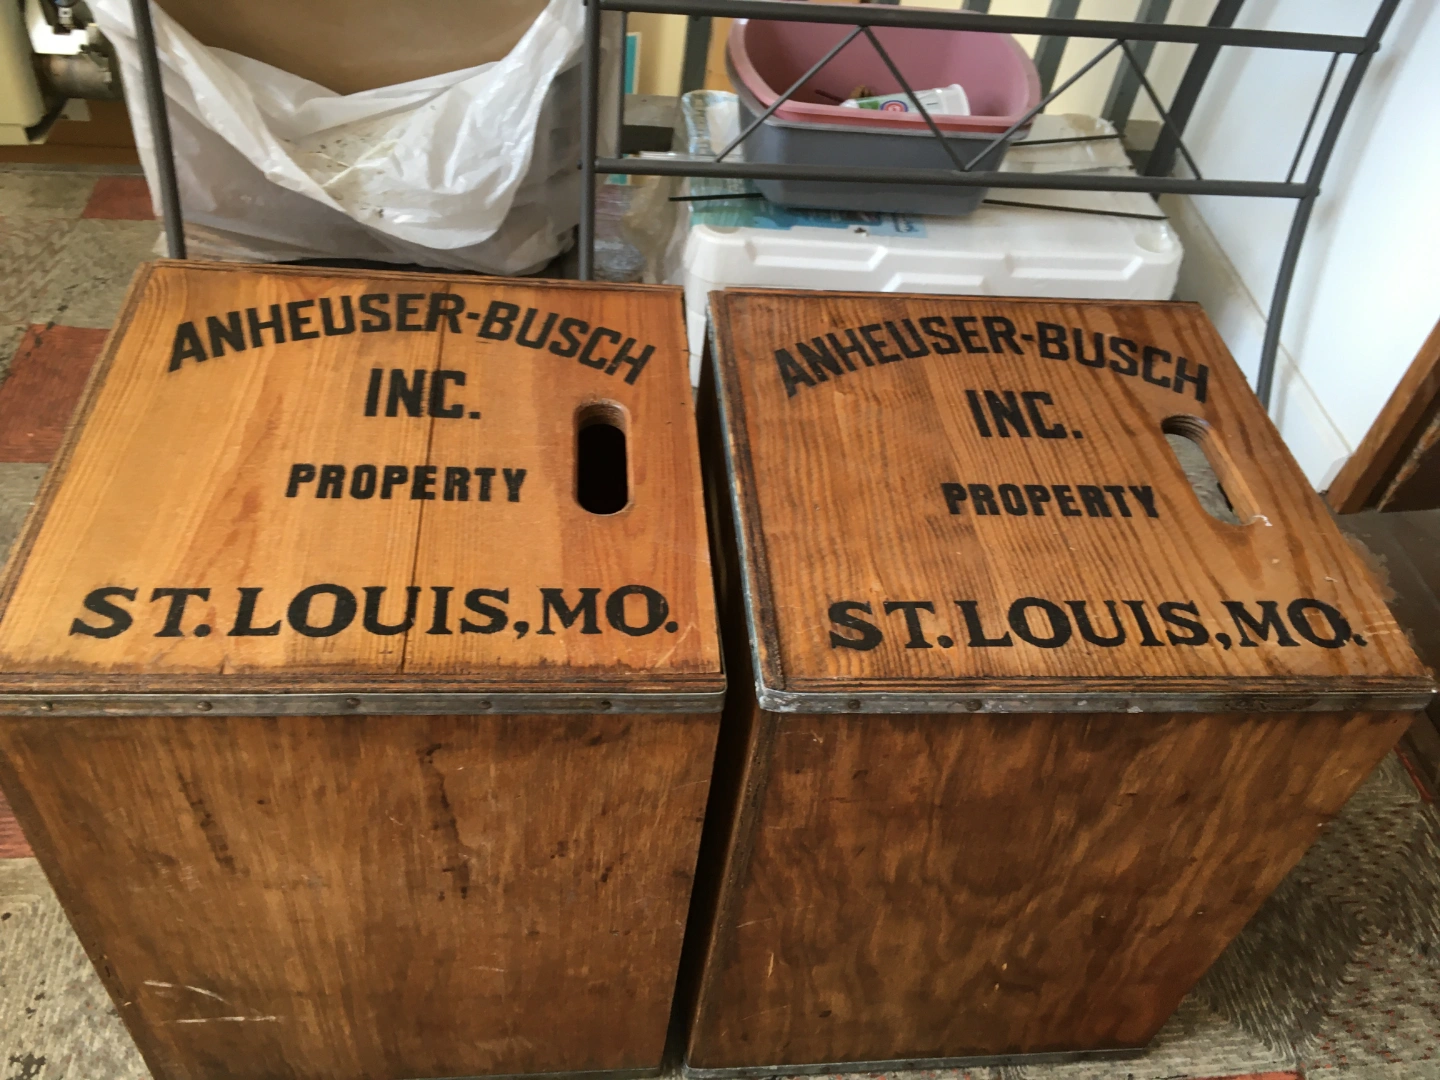 ANHEUSER-BUSCH
INC.
PROPERTY
ST. LOUIS, MO.
ANHEUSER-BUSCH
INC.
PROPERTY
ST. LOUIS, MO.